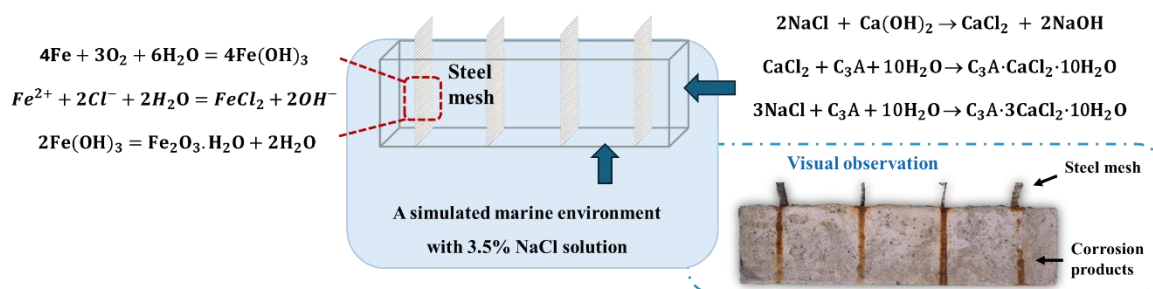 4Fe + 3O₂ + 6H₂O = 4Fe(OH)₃
Fe²⁺ + 2Cl⁻ + 2H₂O = FeCl₂ + 2OH⁻
2Fe(OH)₃ = Fe₂O₃.H₂O + 2H₂O
Steel
mesh
A simulated marine environment
with 3.5% NaCl solution
2NaCl + Ca(OH)₂ → CaCl₂ + 2NaOH
CaCl₂ + C₃A + 10H₂O → C₃A·CaCl₂·10H₂O
3NaCl + C₃A + 10H₂O → C₃A·3CaCl₂·10H₂O
Visual observation
Steel mesh
Corrosion
products